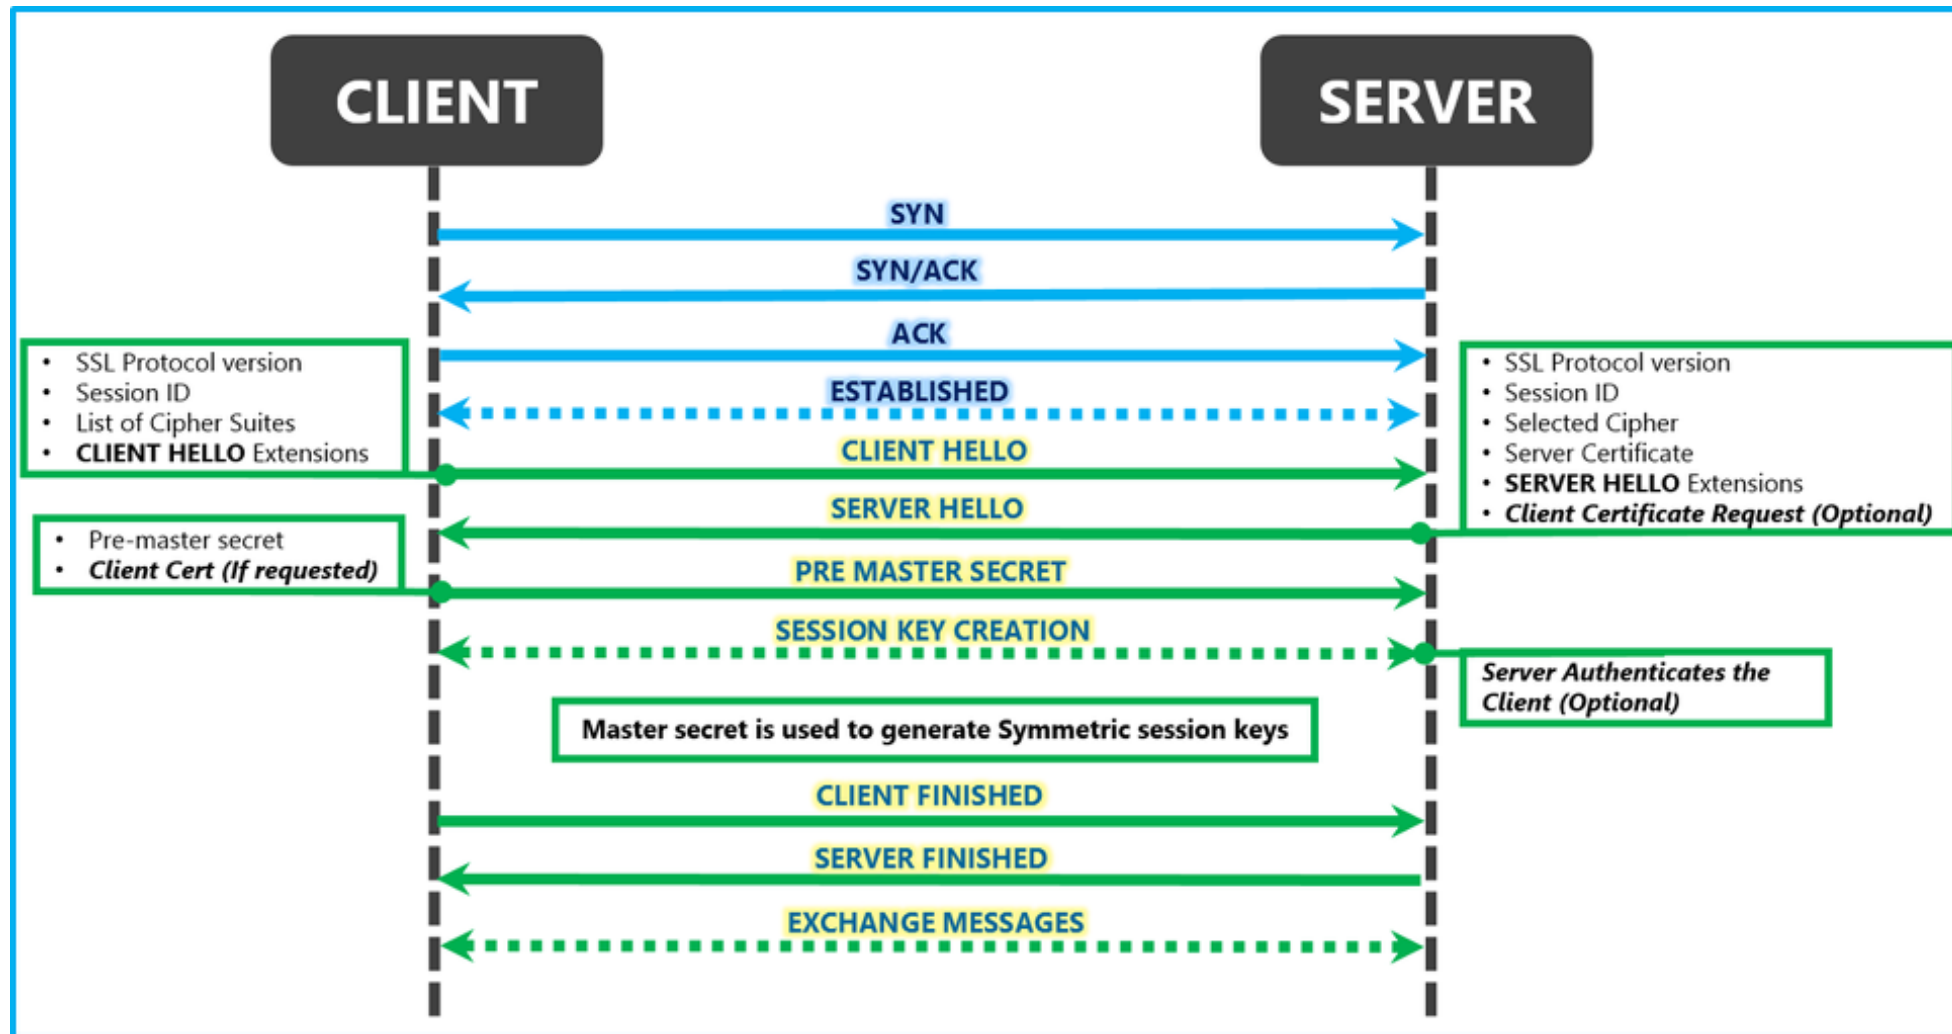 CLIENT
SERVER
SYN
SYN/ACK
ACK
ESTABLISHED
• SSL Protocol version
• Session ID
• List of Cipher Suites
• CLIENT HELLO Extensions
• SSL Protocol version
• Session ID
• Selected Cipher
• Server Certificate
• SERVER HELLO Extensions
• Client Certificate Request (Optional)
CLIENT HELLO
SERVER HELLO
• Pre-master secret
• Client Cert (If requested)
PRE MASTER SECRET
SESSION KEY CREATION
Server Authenticates the
Client (Optional)
Master secret is used to generate Symmetric session keys
CLIENT FINISHED
SERVER FINISHED
EXCHANGE MESSAGES